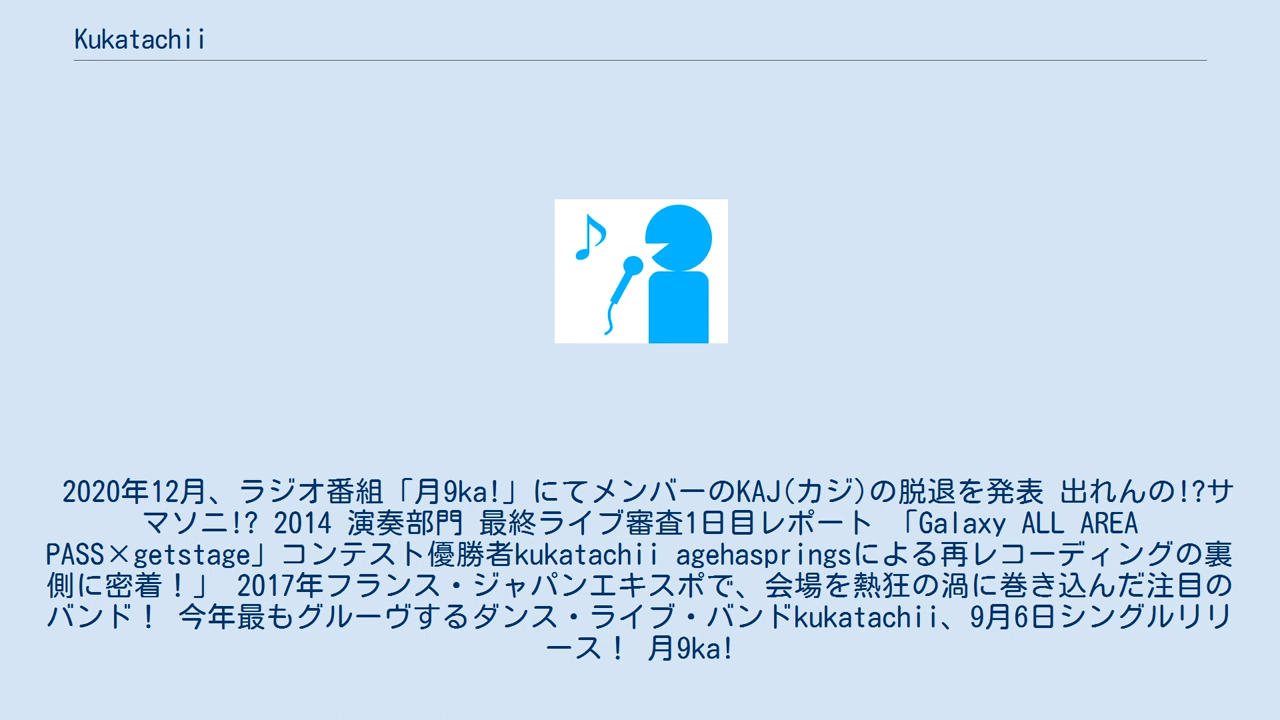 Kukatachii
2020年12月、ラジオ番組「月9ka!」にてメンバーのKAJ(カジ)の脱退を発表 出れんの!?サ
マソニ!? 2014 演奏部門 最終ライブ審査1日目レポート 「Galaxy ALL AREA
PASS×getstage」コンテスト優勝者kukatachii agehaspringsによる再レコーディングの裏
側に密着！」 2017年フランス・ジャパンエキスポで、会場を熱狂の渦に巻き込んだ注目の
バンド！ 今年最もグルーヴするダンス・ライブ・バンドkukatachii、9月6日シングルリリ
ース！ 月9ka!